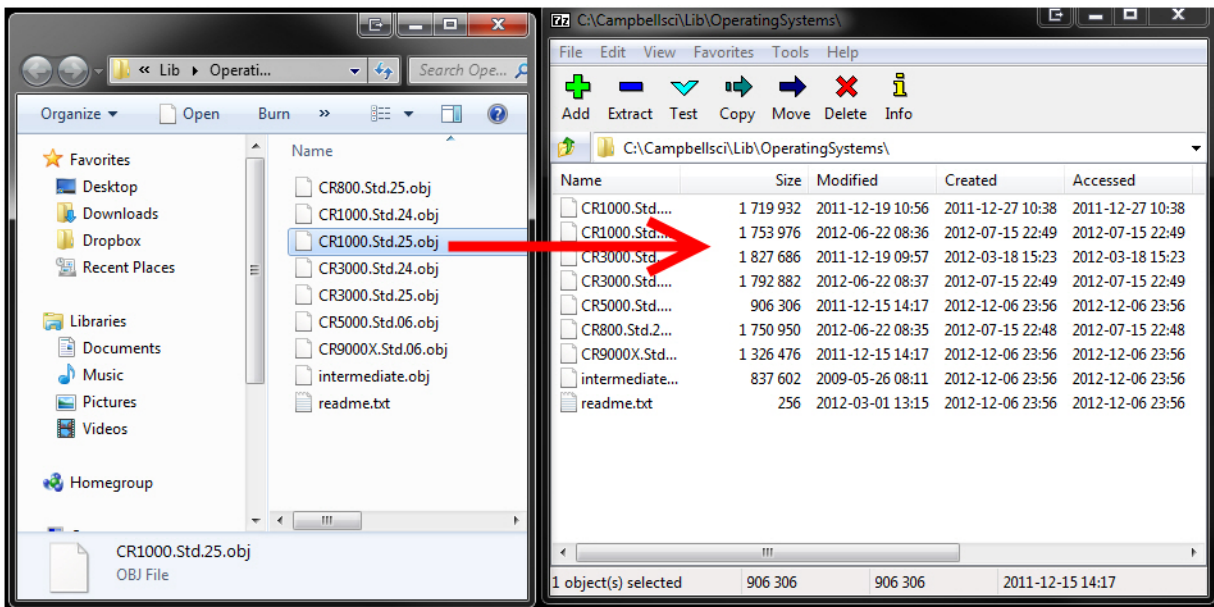 « Lib ▸ Operati...
Search Ope...
Organize
Open
Burn
»
Favorites
Desktop
Downloads
Dropbox
Recent Places
Libraries
Documents
Music
Pictures
Videos
Homegroup
Name
CR800.Std.25.obj
CR1000.Std.24.obj
CR1000.Std.25.obj
CR3000.Std.24.obj
CR3000.Std.25.obj
CR5000.Std.06.obj
CR9000X.Std.06.obj
intermediate.obj
readme.txt
CR1000.Std.25.obj
OBJ File
7z C:\Campbellsci\Lib\OperatingSystems\
File Edit View Favorites Tools Help
Add Extract Test Copy Move Delete Info
C:\Campbellsci\Lib\OperatingSystems\
Name Size Modified Created Accessed
CR1000.Std.... 1 719 932 2011-12-19 10:56 2011-12-27 10:38 2011-12-27 10:38
CR1000.Std.... 1 753 976 2012-06-22 08:36 2012-07-15 22:49 2012-07-15 22:49
CR3000.Std.... 1 827 686 2011-12-19 09:57 2012-03-18 15:23 2012-03-18 15:23
CR3000.Std.... 1 792 882 2012-06-22 08:37 2012-07-15 22:49 2012-07-15 22:49
CR5000.Std.... 906 306 2011-12-15 14:17 2012-12-06 23:56 2012-12-06 23:56
CR800.Std.2... 1 750 950 2012-06-22 08:35 2012-07-15 22:48 2012-07-15 22:48
CR9000X.Std... 1 326 476 2011-12-15 14:17 2012-12-06 23:56 2012-12-06 23:56
intermediate... 837 602 2009-05-26 08:11 2012-12-06 23:56 2012-12-06 23:56
readme.txt 256 2012-03-01 13:15 2012-12-06 23:56 2012-12-06 23:56
1 object(s) selected 906 306 906 306 2011-12-15 14:17